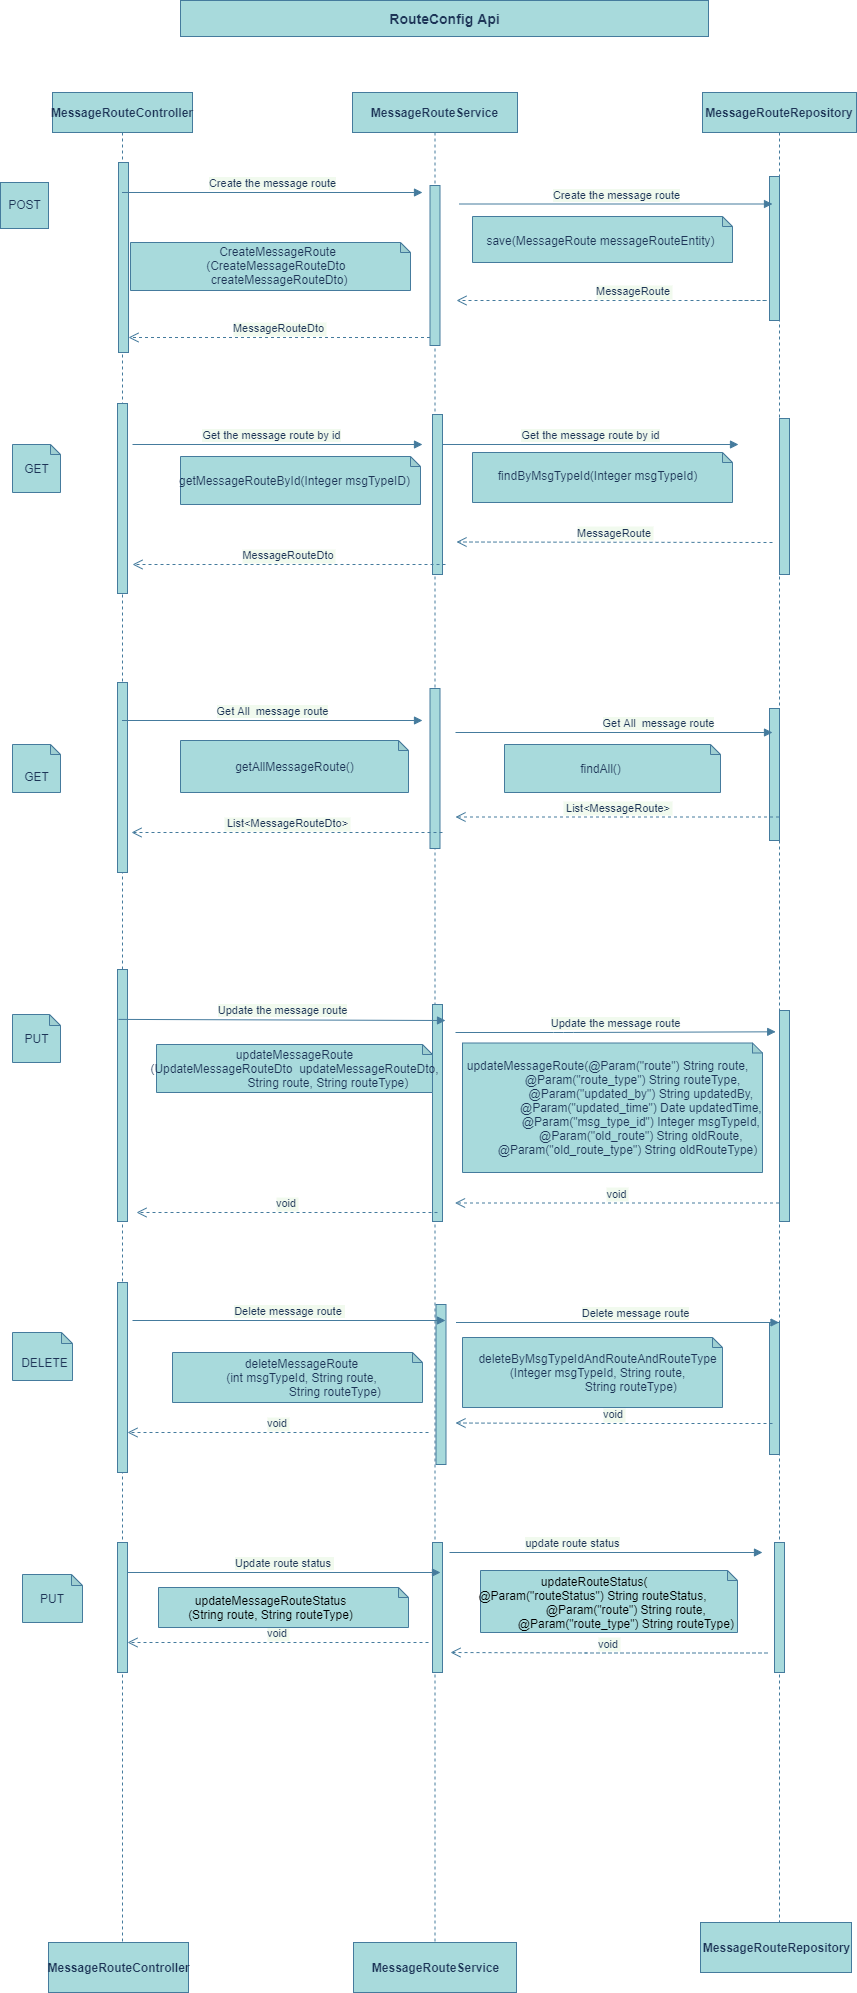 RouteConfig Api
MessageRouteController
MessageRouteService
MessageRouteRepository
POST
Create the message route
Create the message route
CreateMessageRoute
(CreateMessageRouteDto
createMessageRouteDto)
save(MessageRoute messageRouteEntity)
MessageRoute
MessageRouteDto
GET
Get the message route by id
Get the message route by id
getMessageRouteById(Integer msgTypeID)
findByMsgTypeId(Integer msgTypeId)
MessageRoute
MessageRouteDto
GET
Get All message route
Get All message route
getAllMessageRoute()
findAll()
List<MessageRoute>
List<MessageRouteDto>
PUT
Update the message route
Update the message route
updateMessageRoute
(UpdateMessageRouteDto updateMessageRouteDto,
String route, String routeType)
updateMessageRoute(@Param("route") String route,
@Param("route_type") String routeType,
@Param("updated_by") String updatedBy,
@Param("updated_time") Date updatedTime,
@Param("msg_type_id") Integer msgTypeId,
@Param("old_route") String oldRoute,
@Param("old_route_type") String oldRouteType)
void
void
DELETE
Delete message route
Delete message route
deleteMessageRoute
(int msgTypeId, String route,
String routeType)
deleteByMsgTypeIdAndRouteAndRouteType
(Integer msgTypeId, String route,
String routeType)
void
void
PUT
Update route status
update route status
updateMessageRouteStatus
(String route, String routeType)
updateRouteStatus(
@Param("routeStatus") String routeStatus,
@Param("route") String route,
@Param("route_type") String routeType)
void
void
MessageRouteController
MessageRouteService
MessageRouteRepository